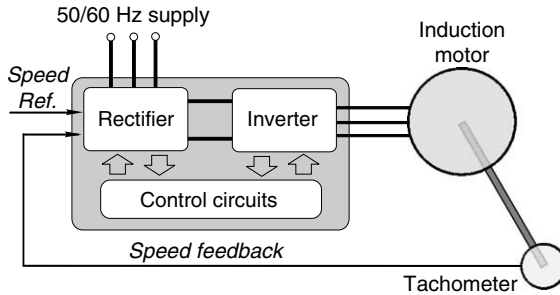 50/60 Hz supply
Speed
Ref.
Rectifier
Inverter
Control circuits
Induction
motor
Speed feedback
Tachometer